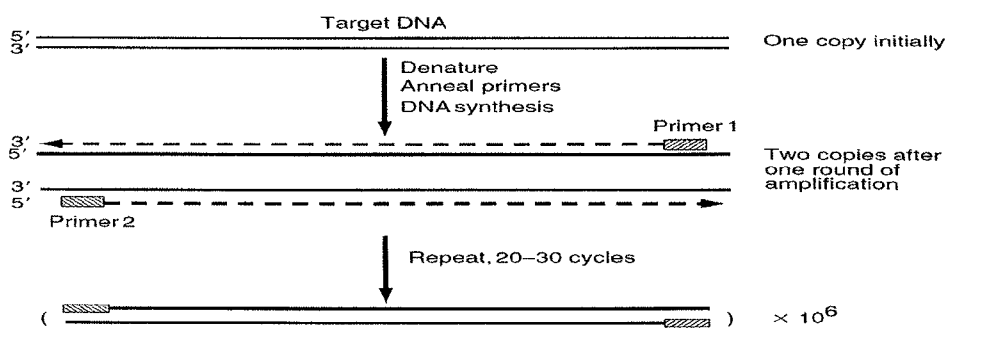 Target DNA
5′
3′
One copy initially
Denature
Anneal primers
DNA synthesis
Primer 1
3′
5′
Two copies after
one round of
amplification
3′
5′
Primer 2
Repeat, 20–30 cycles
( ) × 10⁶